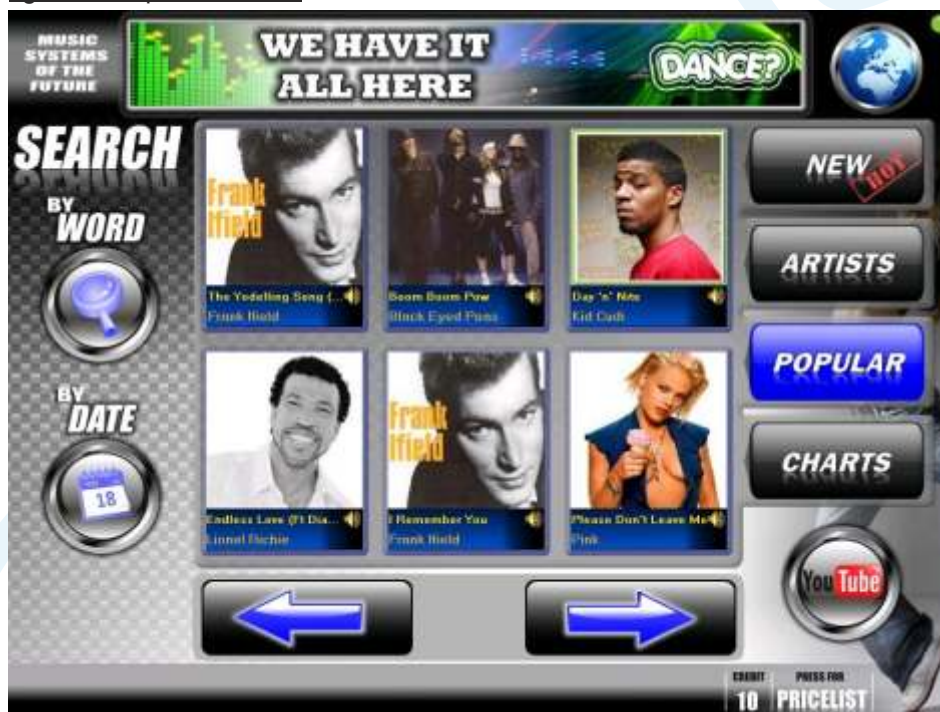 MUSIC
SYSTEMS
OF THE
FUTURE
WE HAVE IT
ALL HERE
DANCE?
SEARCH
BY
WORD
BY
DATE
18
Frank
Ifield
The Yodelling Song (...
Frank Ifield
Boom Boom Pow
Black Eyed Peas
Day 'n' Nite
Kid Cudi
Endless Love (Ft Dia...
Lionel Richie
Frank
Ifield
I Remember You
Frank Ifield
Please Don't Leave Me
Pink
NEW
HOT
ARTISTS
POPULAR
CHARTS
YouTube
CREDIT
10
PRESS FOR
PRICELIST